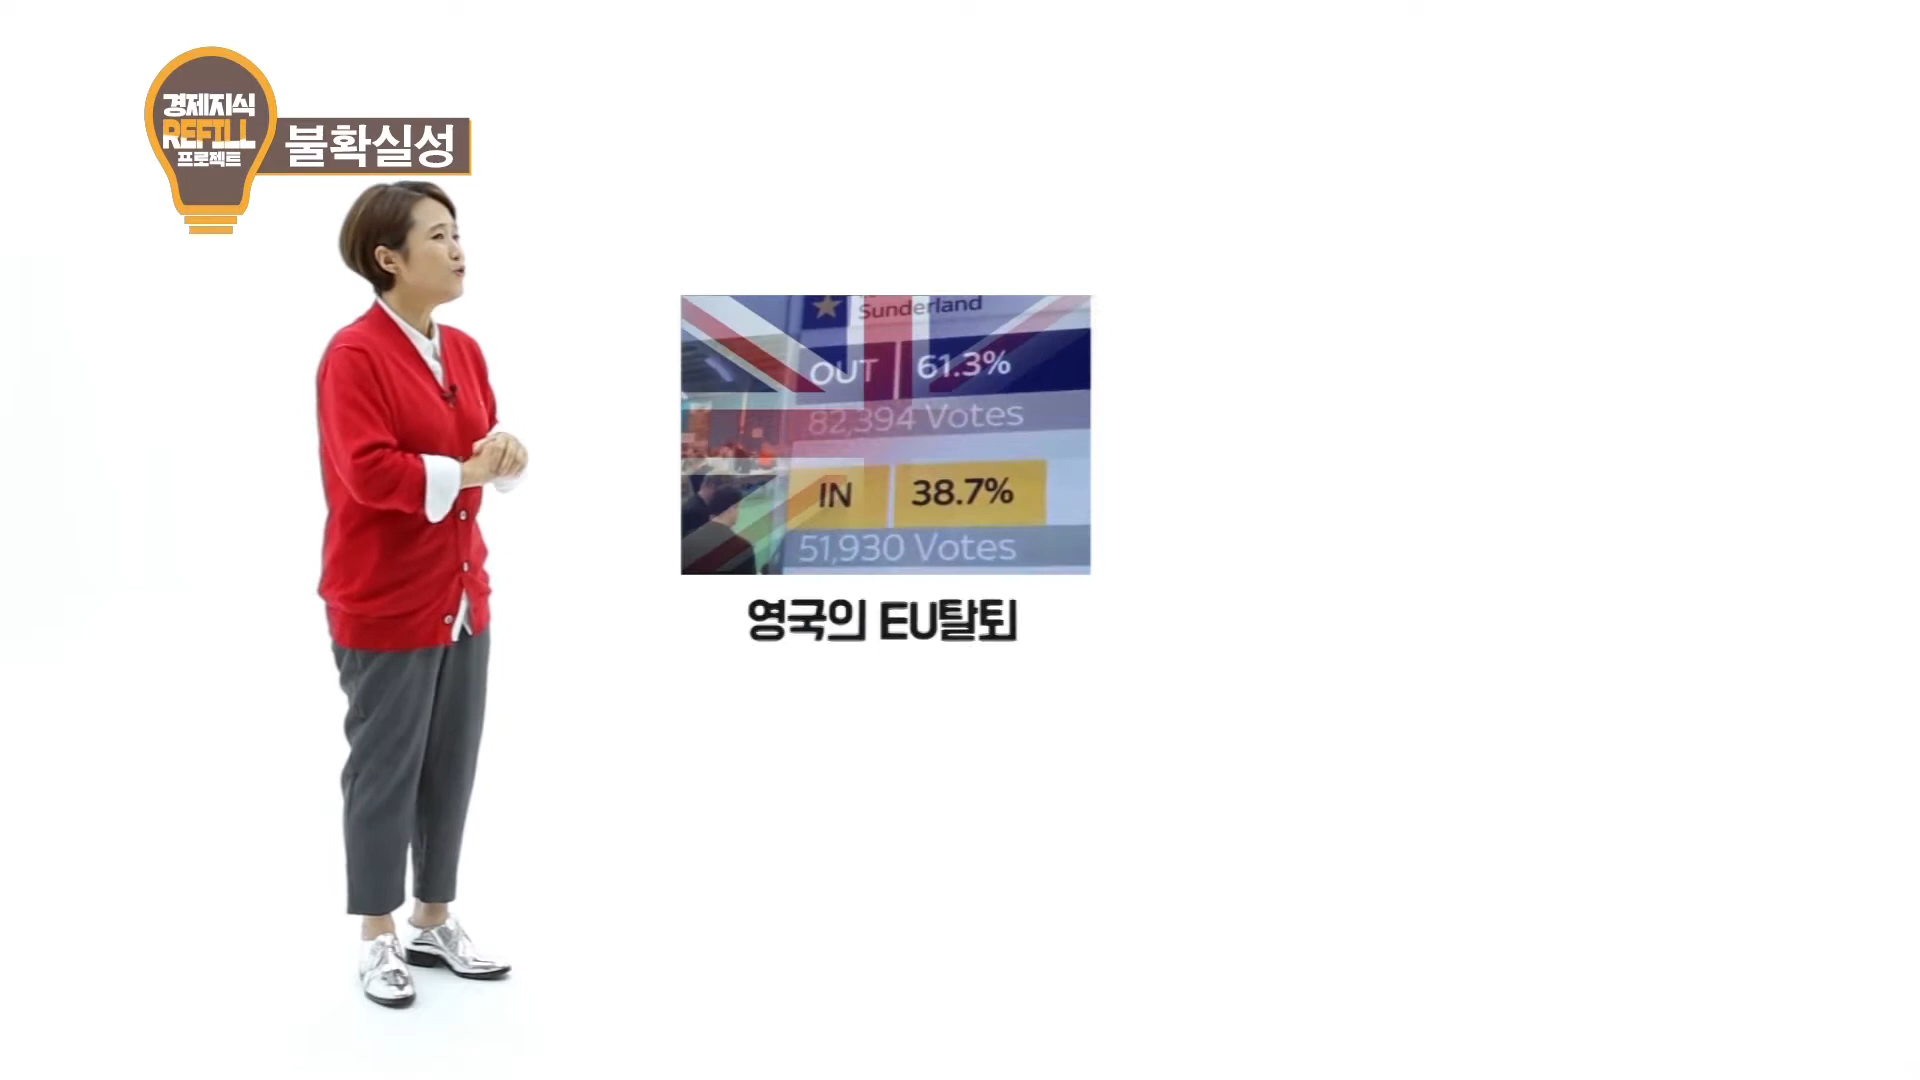 경제지식
REFILL
프로젝트
불확실성
Sunderland
OUT 61.3%
82,394 Votes
IN 38.7%
51,930 Votes
영국의 EU탈퇴